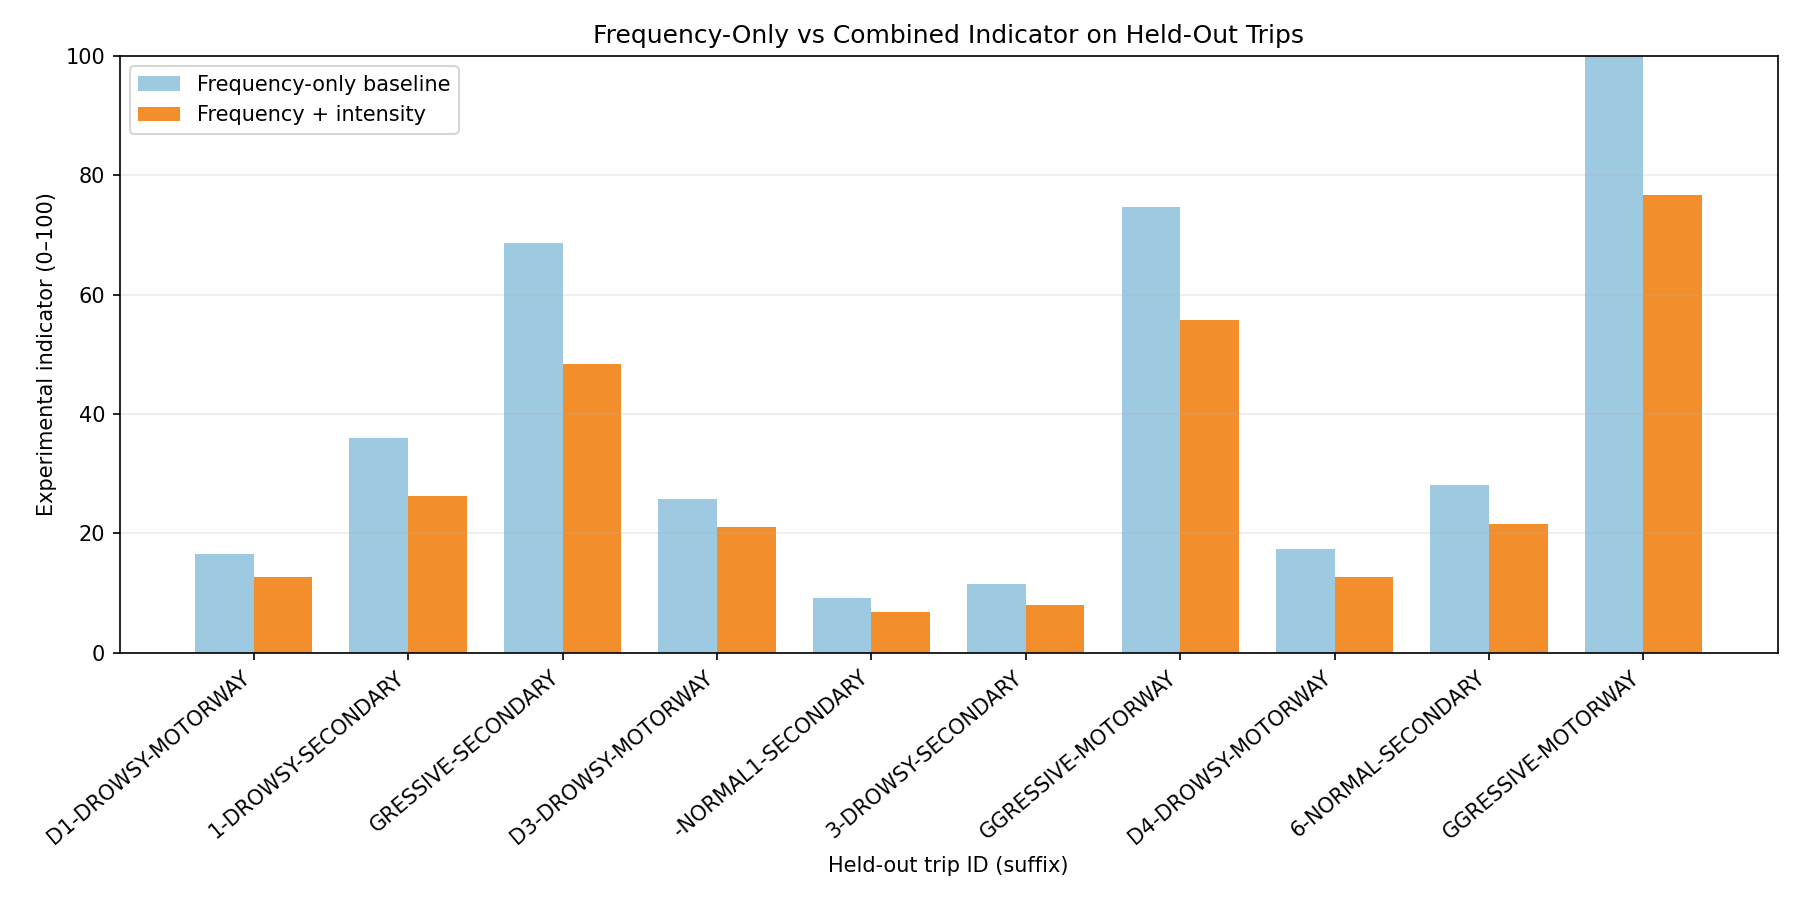 Frequency-Only vs Combined Indicator on Held-Out Trips
Frequency-only baseline
Frequency + intensity
Experimental indicator (0–100)
100
80
60
40
20
0
D1-DROWSY-MOTORWAY
1-DROWSY-SECONDARY
GRESSIVE-SECONDARY
D3-DROWSY-MOTORWAY
-NORMAL1-SECONDARY
3-DROWSY-SECONDARY
GGRESSIVE-MOTORWAY
D4-DROWSY-MOTORWAY
6-NORMAL-SECONDARY
GGRESSIVE-MOTORWAY
Held-out trip ID (suffix)